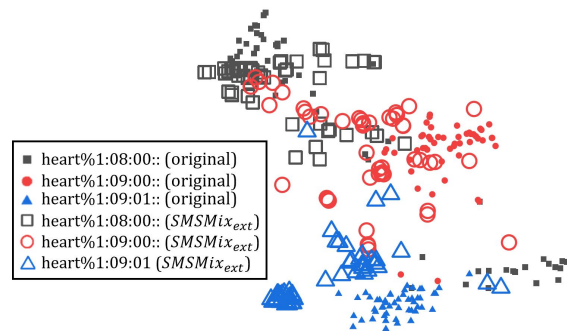 heart%1:08:00:: (original)
heart%1:09:00:: (original)
heart%1:09:01:: (original)
heart%1:08:00:: (SMSMix_ext)
heart%1:09:00:: (SMSMix_ext)
heart%1:09:01 (SMSMix_ext)